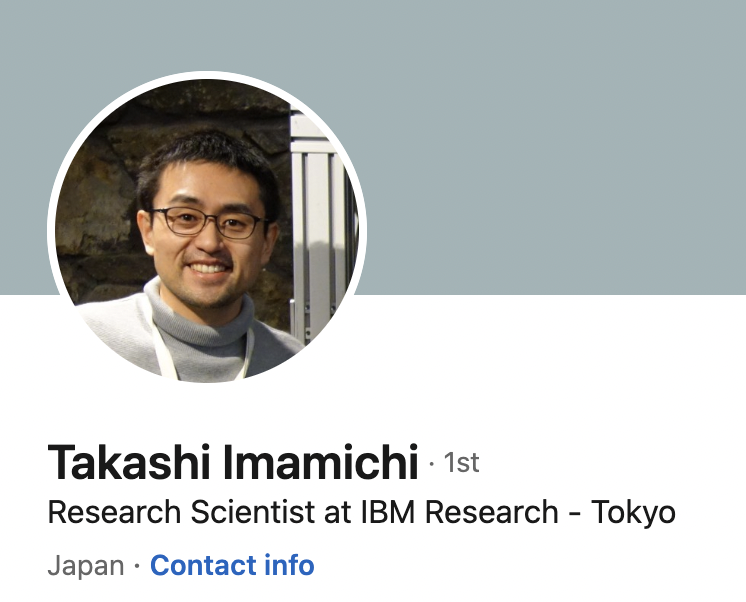 Takashi Imamichi · 1st
Research Scientist at IBM Research - Tokyo
Japan · Contact info